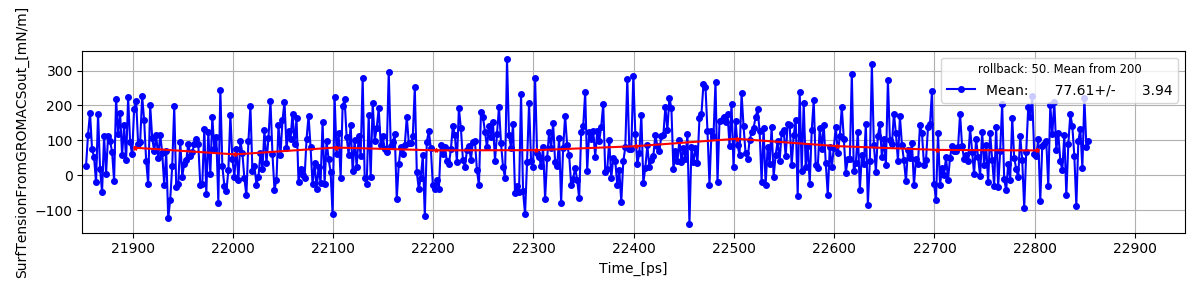 SurfTensionFromGROMACSout_[mN/m]
300
200
100
0
−100
rollback: 50. Mean from 200
Mean: 77.61+/- 3.94
21900 22000 22100 22200 22300 22400 22500 22600 22700 22800 22900
Time_[ps]